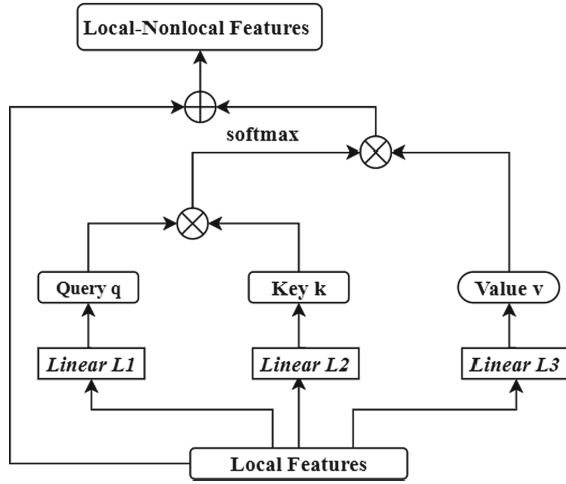 Local-Nonlocal Features
softmax
Query q
Key k
Value v
Linear L1
Linear L2
Linear L3
Local Features